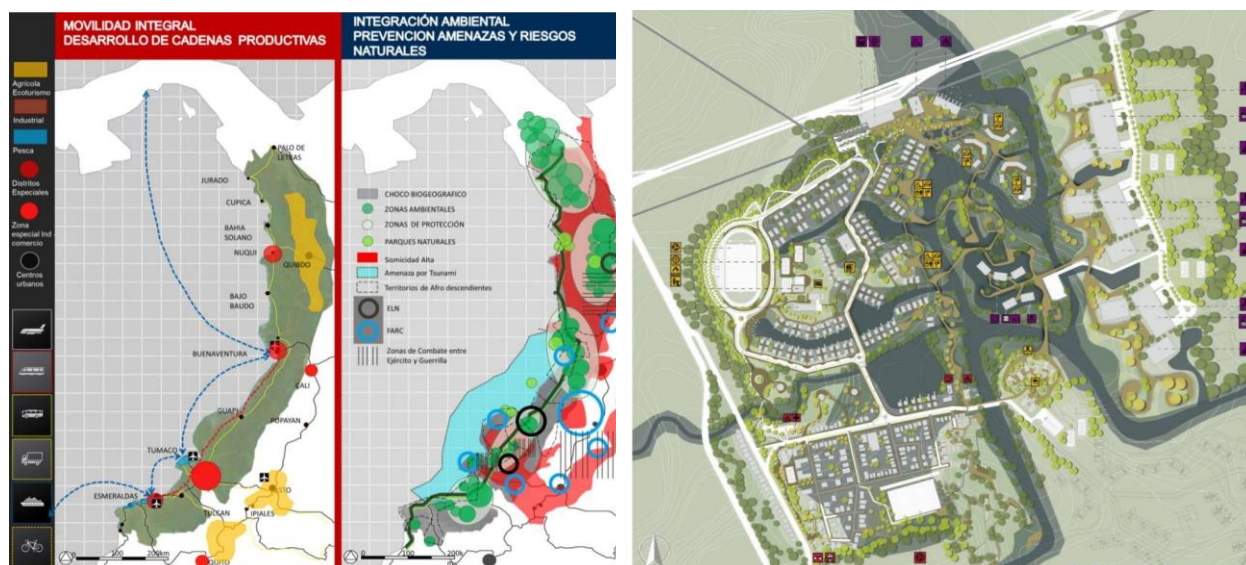 MOVILIDAD INTEGRAL
DESARROLLO DE CADENAS PRODUCTIVAS
Agrícola
Ecoturismo
Industrial
Pesca
Distritos
Especiales
Zona
especial Ind
comercio
Centros
urbanos
PALO DE
LETRAS
JURADO
CUPICA
BAHIA
SOLANO
NUQUI
QUIBDO
BAJO
BAUDO
BUENAVENTURA
CALI
GUAPI
POPAYAN
TUMACO
ESMERALDAS
TULCAN
IPIALES
100
200km
INTEGRACIÓN AMBIENTAL
PREVENCION AMENAZAS Y RIESGOS
NATURALES
CHOCO BIOGEOGRAFICO
ZONAS AMBIENTALES
ZONAS DE PROTECCIÓN
PARQUES NATURALES
Sismicidad Alta
Amenaza por Tsunami
Territorios de Afro descendientes
ELN
FARC
Zonas de Combate entre
Ejército y Guerrilla
100
200k